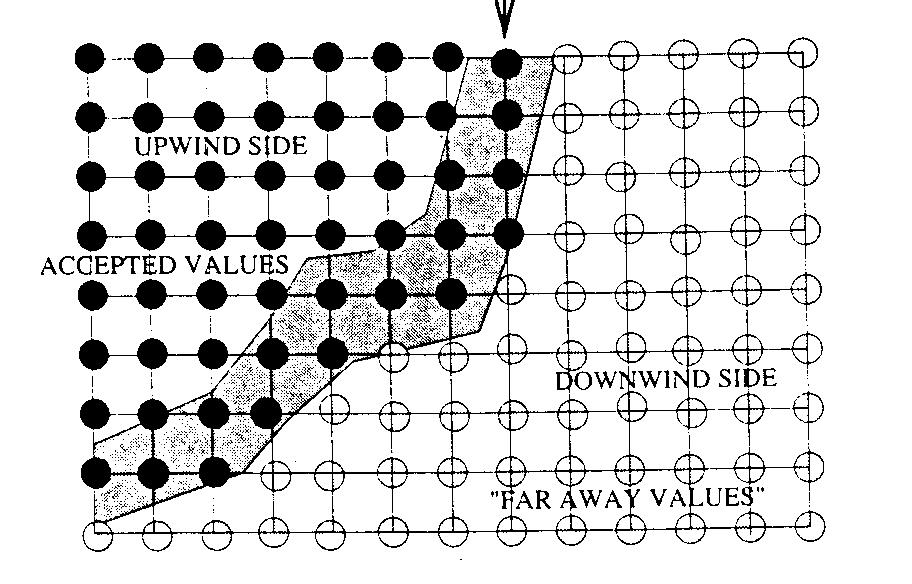 UPWIND SIDE
ACCEPTED VALUES
DOWNWIND SIDE
"FAR AWAY VALUES"